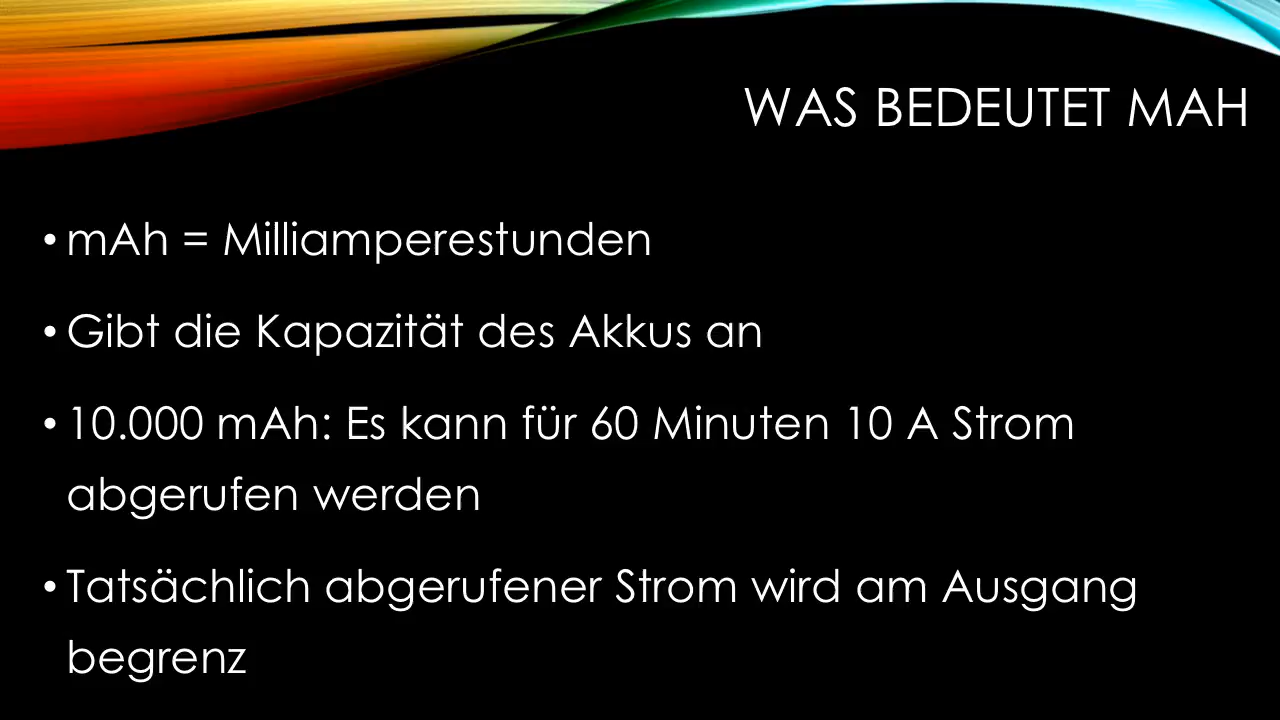 WAS BEDEUTET MAH
• mAh = Milliamperestunden
• Gibt die Kapazität des Akkus an
• 10.000 mAh: Es kann für 60 Minuten 10 A Strom
abgerufen werden
• Tatsächlich abgerufener Strom wird am Ausgang
begrenz